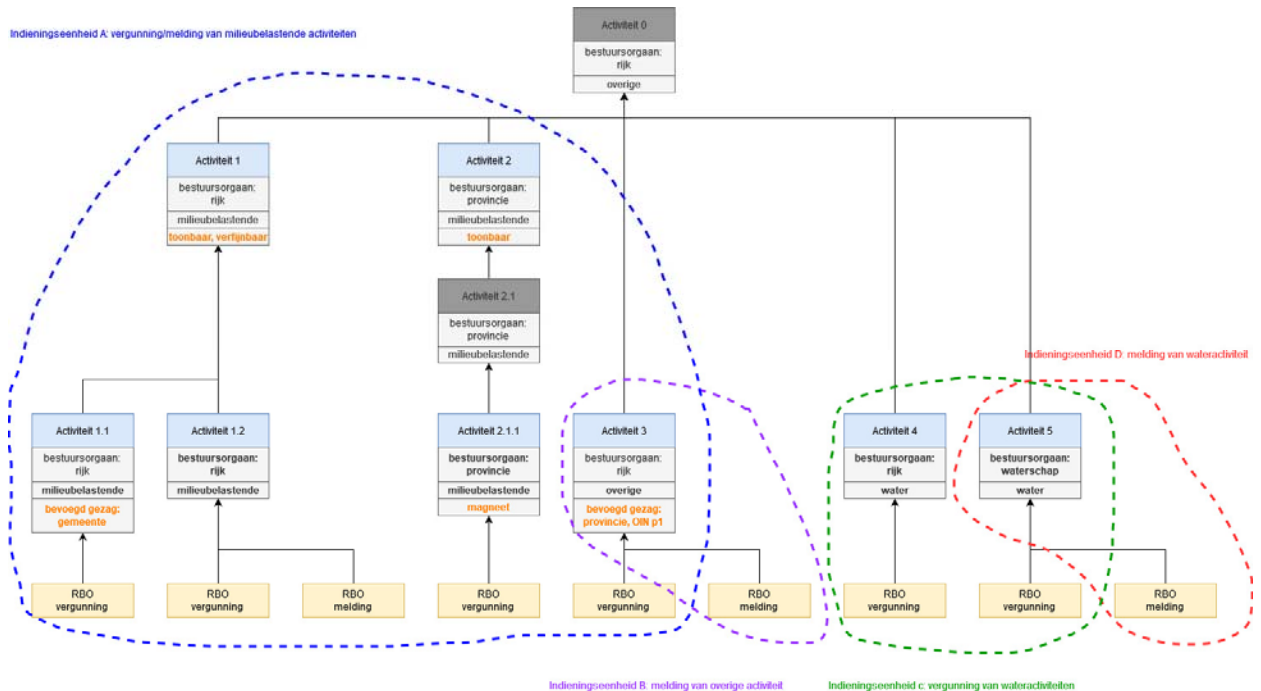 Activiteit 0
Indieningseenheid A: vergunning/melding van milieubelastende activiteiten
bestuursorgaan:
rijk
overige
Activiteit 1
bestuursorgaan:
rijk
milieubelastende
toonbaar, verfijnbaar
Activiteit 2
bestuursorgaan:
provincie
milieubelastende
toonbaar
Activiteit 2.1
bestuursorgaan:
provincie
milieubelastende
Indieningseenheid D: melding van wateractiviteit
Activiteit 1.1
bestuursorgaan:
rijk
milieubelastende
bevoegd gezag:
gemeente
Activiteit 1.2
bestuursorgaan:
rijk
milieubelastende
Activiteit 2.1.1
bestuursorgaan:
provincie
milieubelastende
magneet
Activiteit 3
bestuursorgaan:
rijk
overige
bevoegd gezag:
provincie, OIN p1
Activiteit 4
bestuursorgaan:
rijk
water
Activiteit 5
bestuursorgaan:
waterschap
water
RBO
vergunning
RBO
vergunning
RBO
melding
RBO
vergunning
RBO
vergunning
RBO
melding
RBO
vergunning
RBO
vergunning
RBO
melding
Indieningseenheid B: melding van overige activiteit
Indieningseenheid c: vergunning van wateractiviteiten